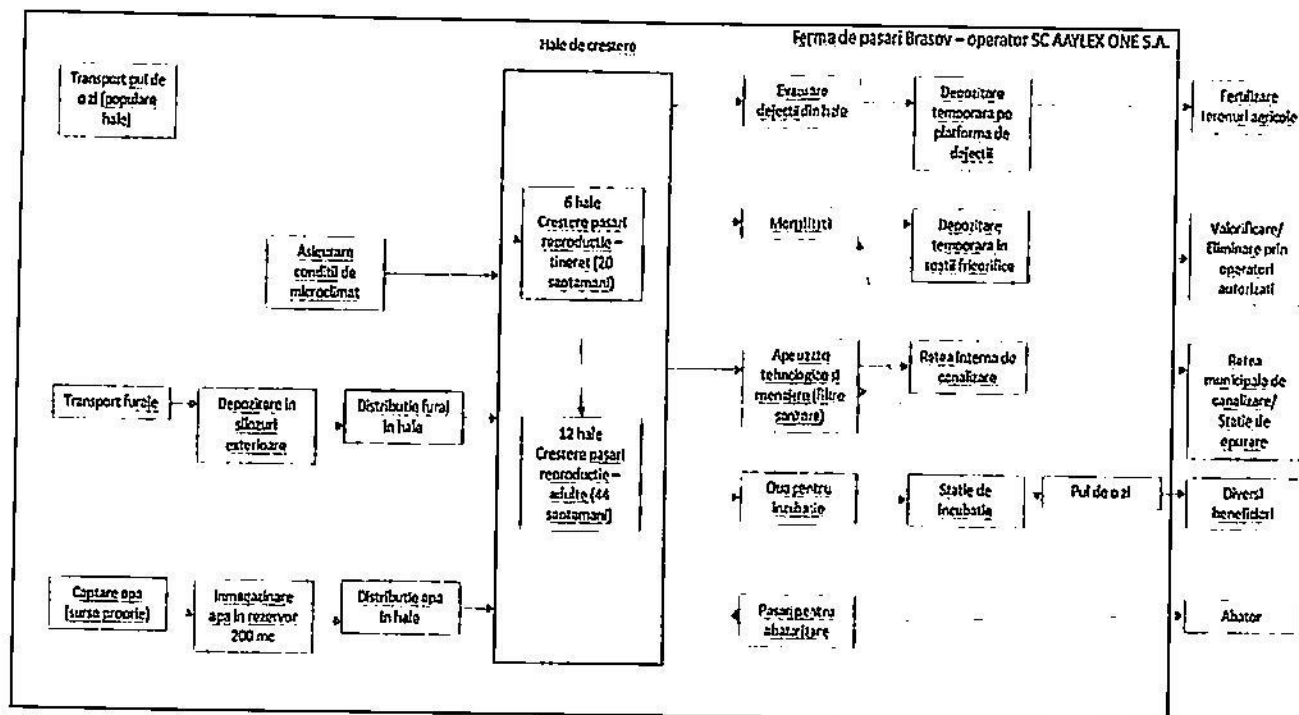 Ferma de pasari Brasov – operator SC AAYLEX ONE S.A.
Hale de crestere
Transport pui de
o zi (populare
hale)
Asigurare
conditii de
microclimat
Transport furaje
Depozitare in
silozuri
exterioare
Distributie furaj
in hale
Captare apa
(sursa proprie)
Inmagazinare
apa in rezervor
200 mc
Distributie apa
in hale
6 hale
Crestere pasari
reproductie –
tineret (20
saptamani)
12 hale
Crestere pasari
reproductie –
adulte (44
saptamani)
Evacuare
dejectii din hale
Depozitare
temporara pe
platforma de
dejectii
Fertilizare
terenuri agricole
Mortalitati
Depozitare
temporara in
spatii frigorifice
Valorificare/
Eliminare prin
operatori
autorizati
Ape uzate
tehnologice si
menajere (filtre
sanitare)
Retea interna de
canalizare
Retea
municipala de
canalizare/
Statie de
epurare
Oua pentru
incubatie
Statie de
incubatie
Pui de o zi
Diversi
beneficiari
Pasari pentru
abatorizare
Abator